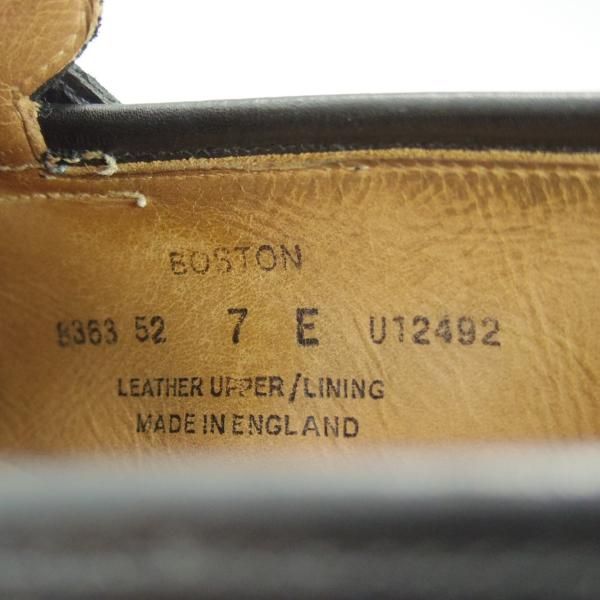 BOSTON
8363 52 7 E U12492
LEATHER UPPER/LINING
MADE IN ENGLAND